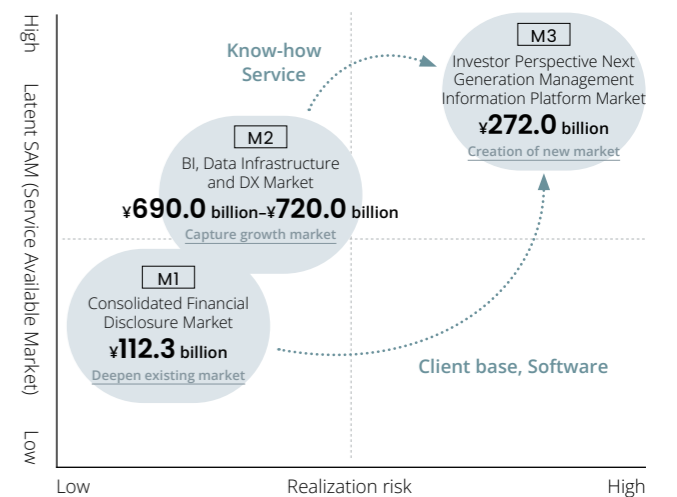 High
Latent SAM (Service Available Market)
Low
Know-how
Service
M3
Investor Perspective Next
Generation Management
Information Platform Market
¥272.0 billion
Creation of new market
M2
BI, Data Infrastructure
and DX Market
¥690.0 billion–¥720.0 billion
Capture growth market
M1
Consolidated Financial
Disclosure Market
¥112.3 billion
Deepen existing market
Client base, Software
Low
Realization risk
High